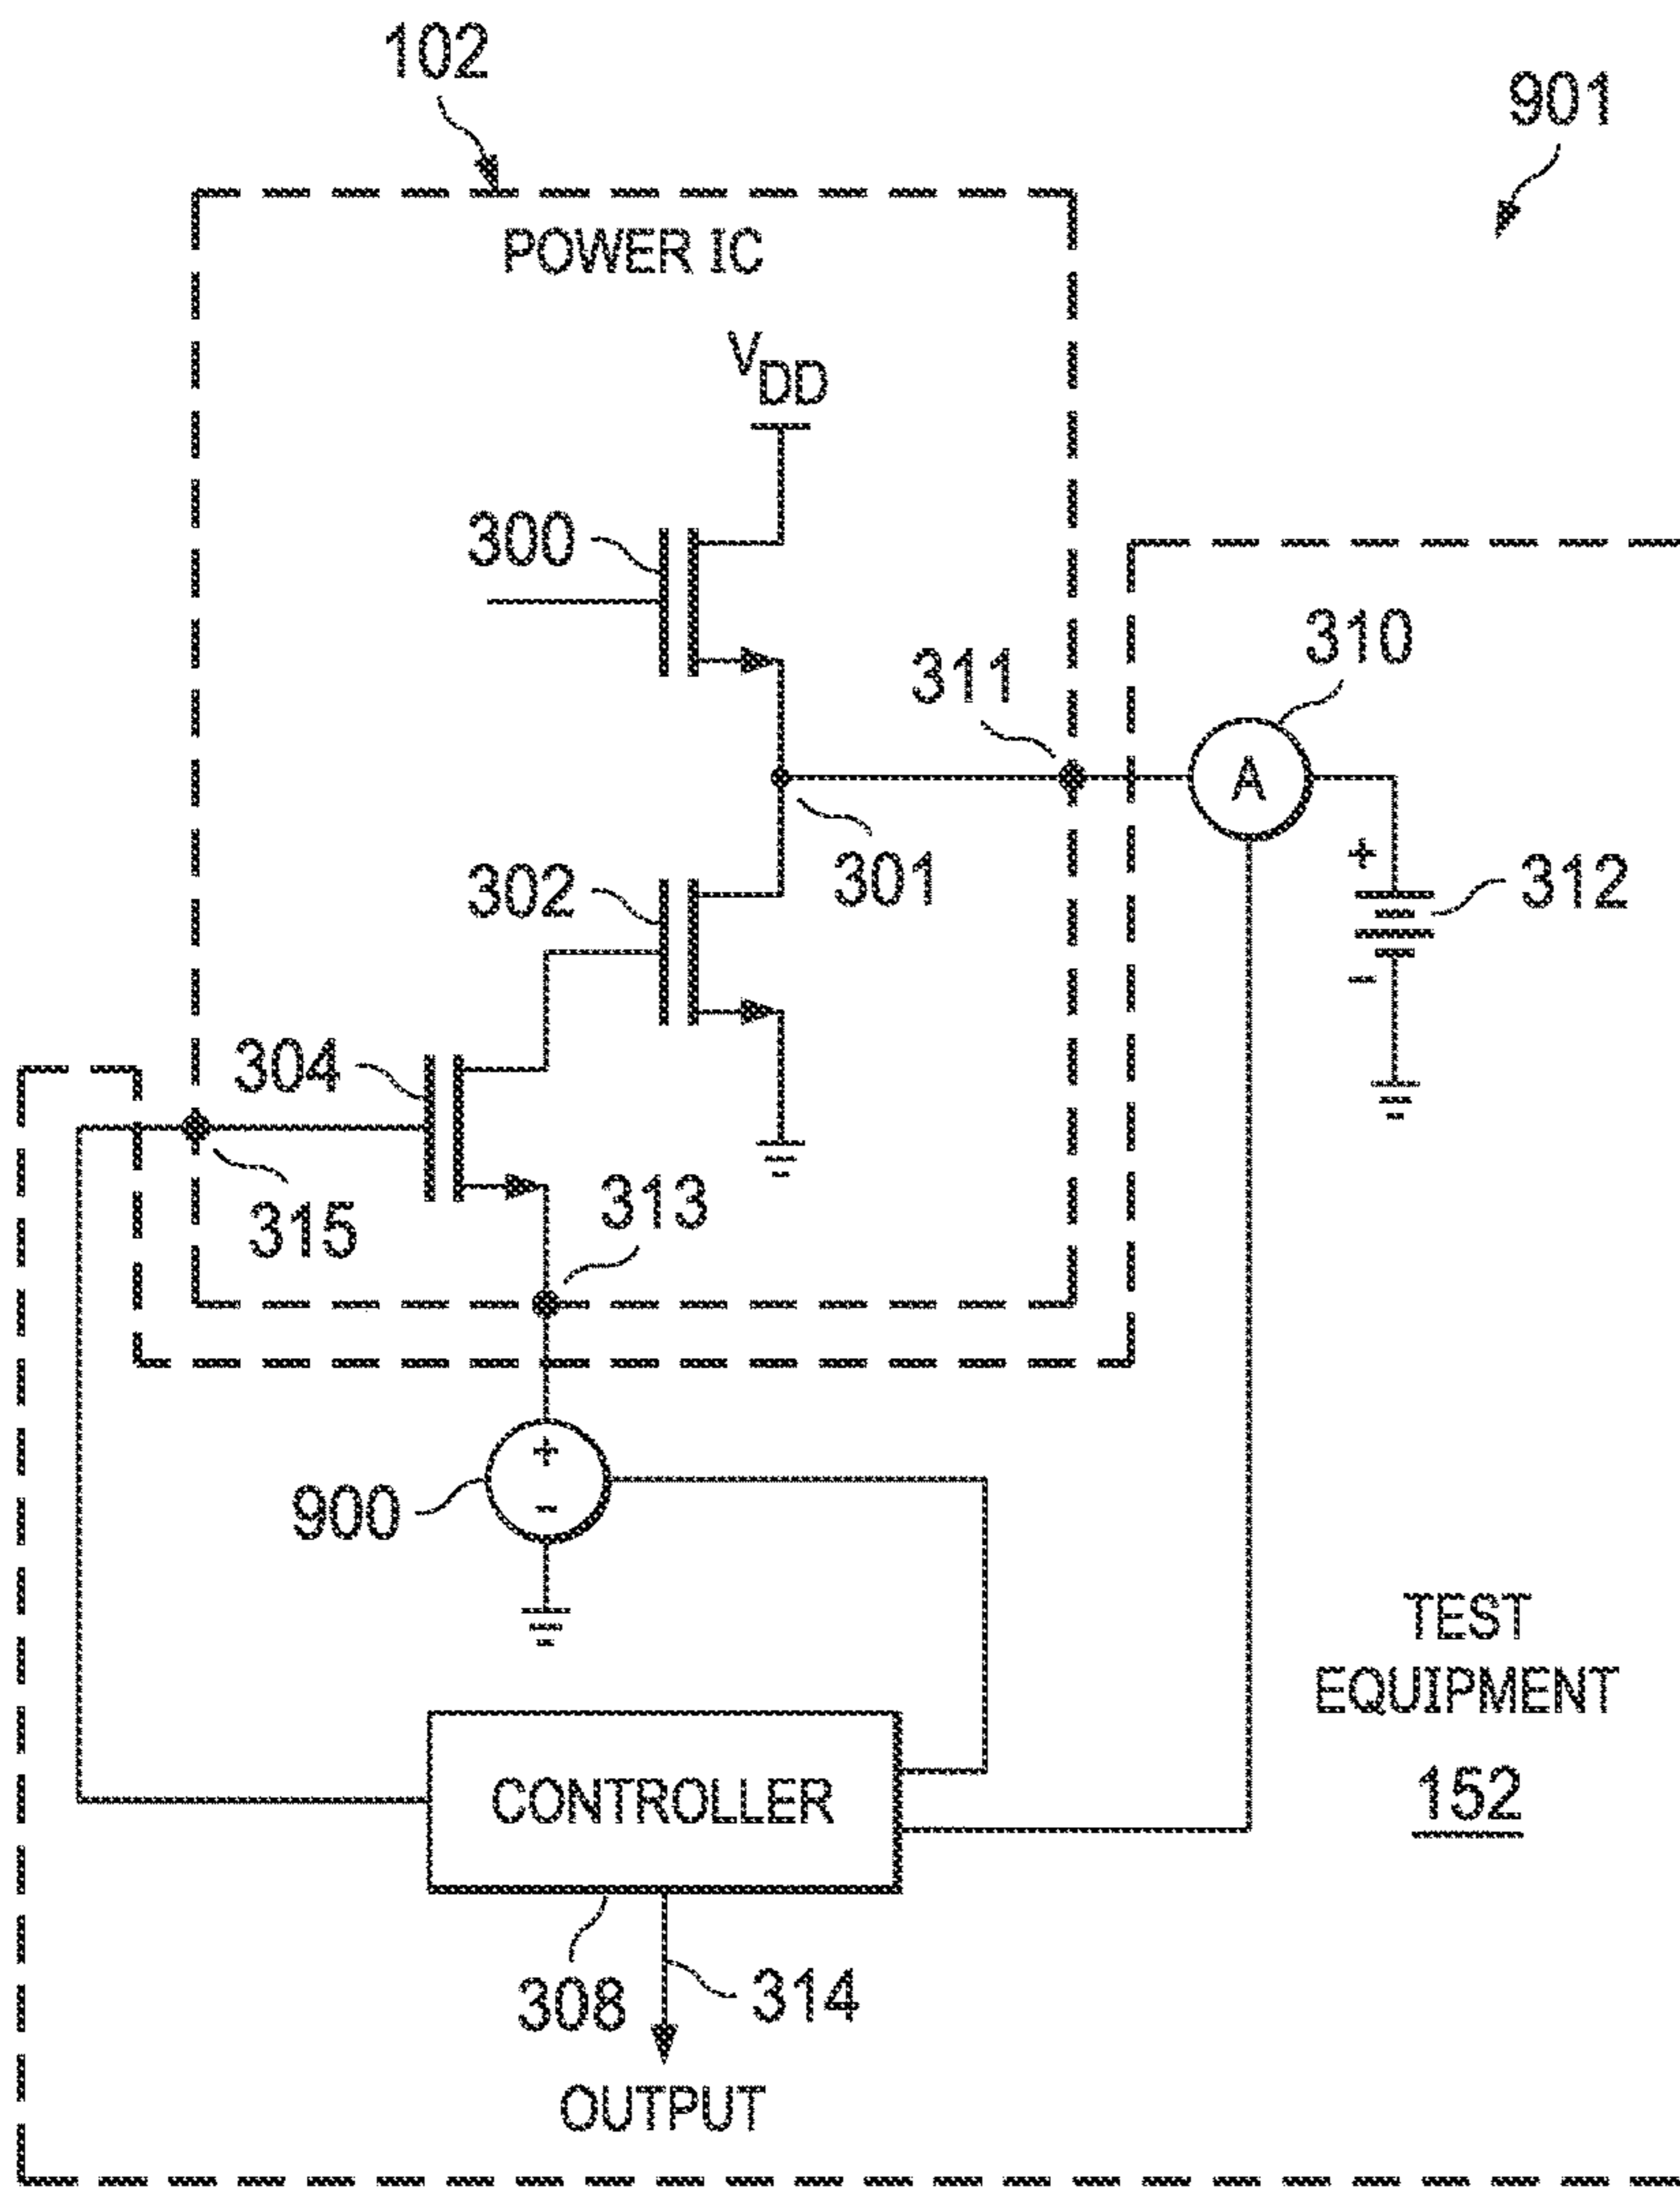 102
901
POWER IC
VDD
300
310
311
A
301
302
+
312
-
304
315
313
+
900
-
TEST
EQUIPMENT
152
CONTROLLER
308
314
OUTPUT